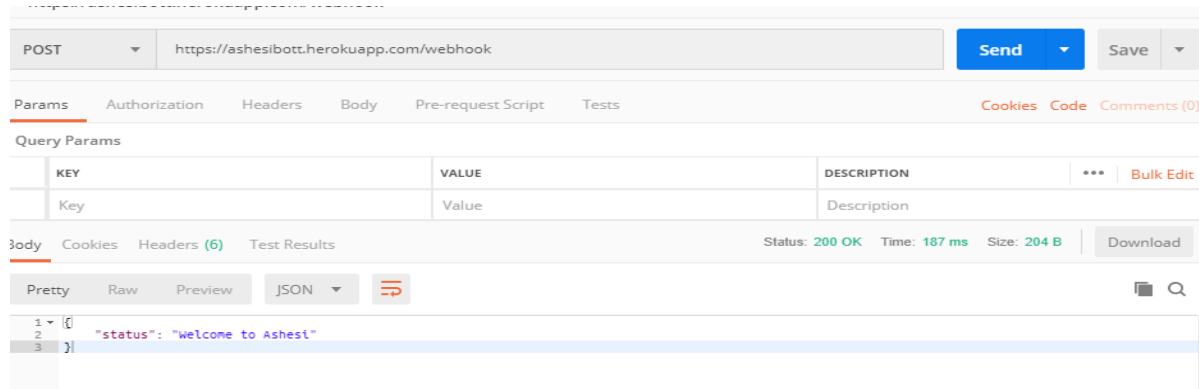 POST https://ashesibott.herokuapp.com/webhook Send Save
Params Authorization Headers Body Pre-request Script Tests Cookies Code Comments (0)
Query Params
KEY VALUE DESCRIPTION ••• Bulk Edit
Key Value Description
Body Cookies Headers (6) Test Results Status: 200 OK Time: 187 ms Size: 204 B Download
Pretty Raw Preview JSON
1 {
2 "status": "Welcome to Ashesi"
3 }